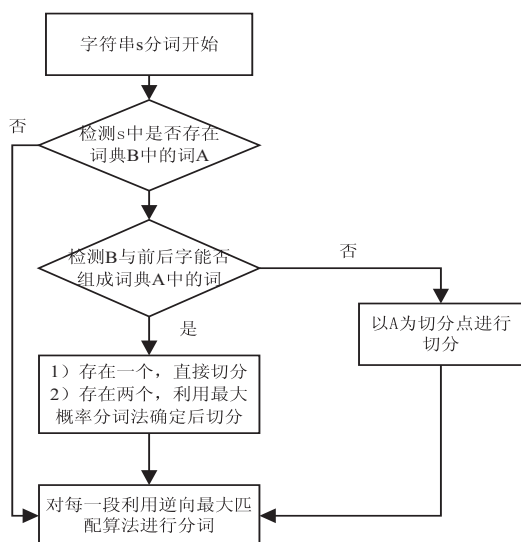 字符串s分词开始
否
检测s中是否存在
词典B中的词A
检测B与前后字能否
组成词典A中的词
否
是
以A为切分点进行
切分
1）存在一个，直接切分
2）存在两个，利用最大
概率分词法确定后切分
对每一段利用逆向最大匹
配算法进行分词